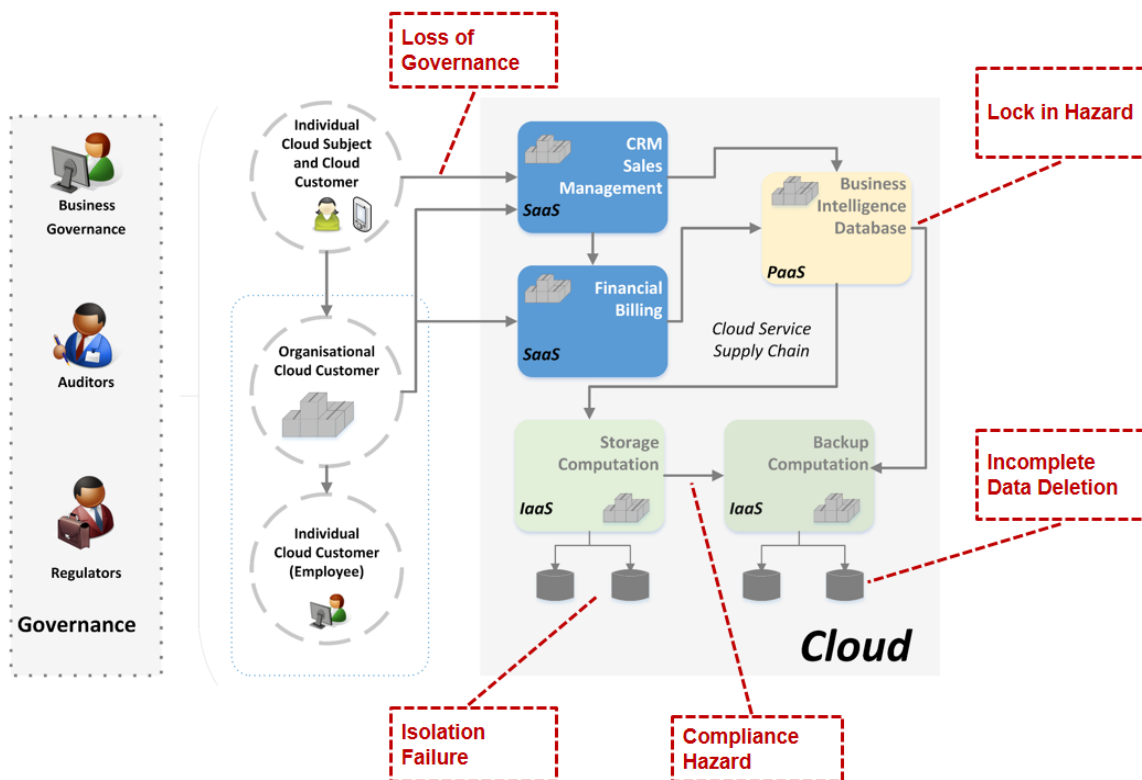 Loss of
Governance
Lock in Hazard
Business
Governance
Auditors
Regulators
Governance
Individual
Cloud Subject
and Cloud
Customer
Organisational
Cloud Customer
Individual
Cloud Customer
(Employee)
CRM
Sales
Management
SaaS
Financial
Billing
SaaS
Business
Intelligence
Database
PaaS
Cloud Service
Supply Chain
Storage
Computation
IaaS
Backup
Computation
IaaS
Incomplete
Data Deletion
Cloud
Isolation
Failure
Compliance
Hazard